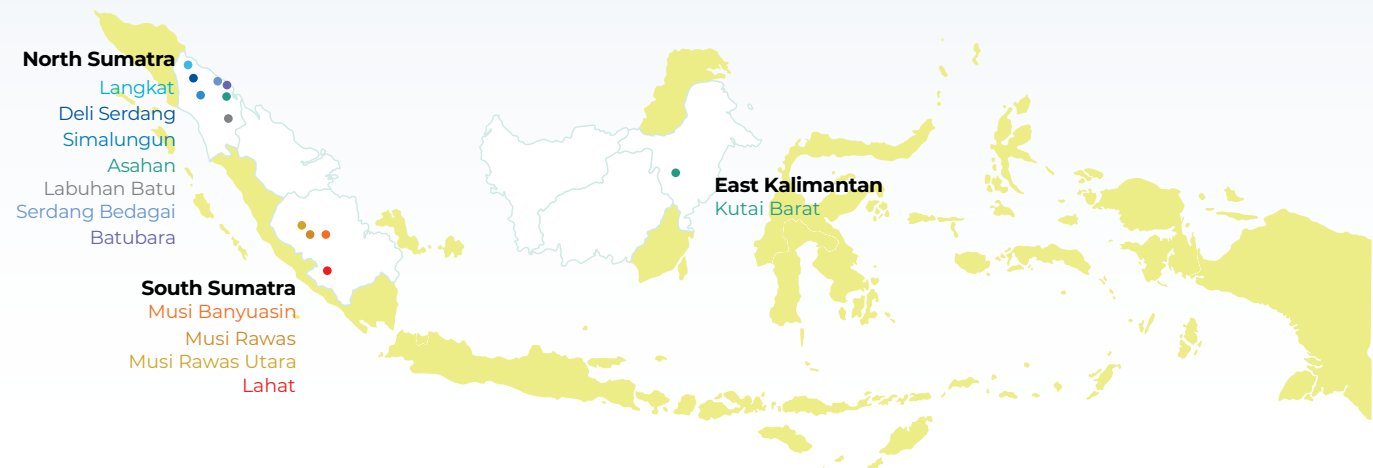 North Sumatra
Langkat
Deli Serdang
Simalungun
Asahan
Labuhan Batu
Serdang Bedagai
Batubara
South Sumatra
Musi Banyuasin
Musi Rawas
Musi Rawas Utara
Lahat
East Kalimantan
Kutai Barat